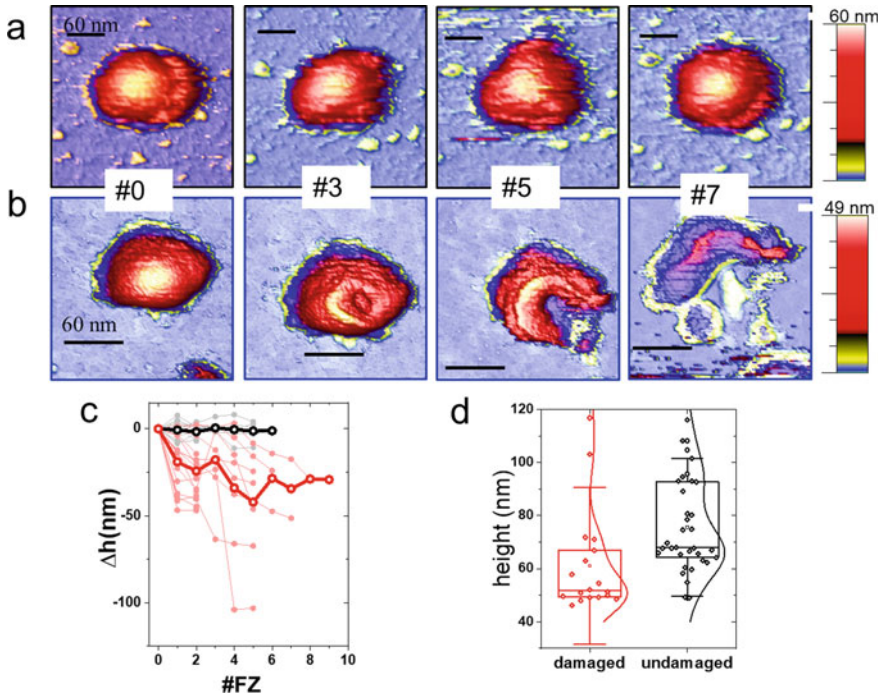 a
60 nm
60 nm
#0
#3
#5
#7
b
49 nm
60 nm
c
d
Δh(nm)
0
-50
-100
0
2
4
6
8
10
#FZ
height (nm)
120
100
80
60
40
damaged
undamaged